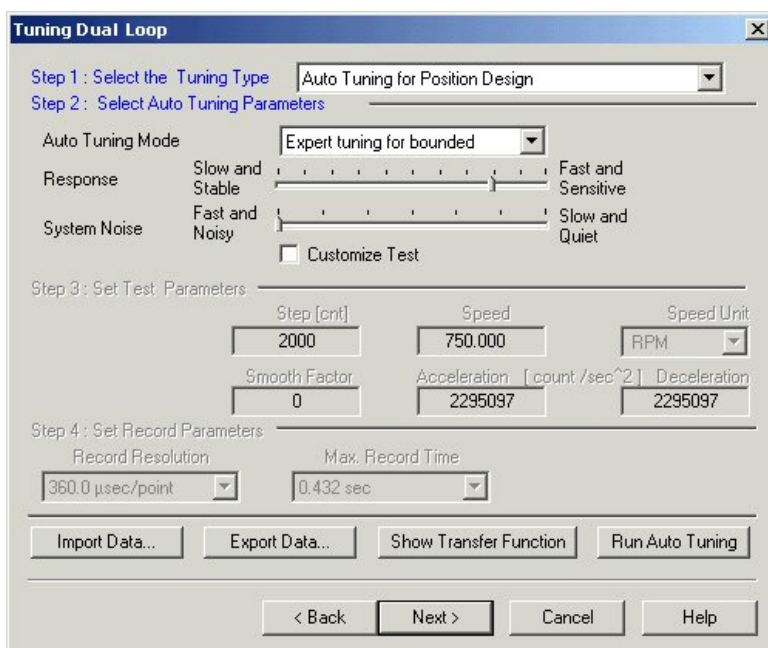 Tuning Dual Loop
Step 1 : Select the Tuning Type Auto Tuning for Position Design
Step 2 : Select Auto Tuning Parameters
Auto Tuning Mode Expert tuning for bounded
Response Slow and Stable Fast and Sensitive
System Noise Fast and Noisy Slow and Quiet
Customize Test
Step 3 : Set Test Parameters
Step [cnt] Speed Speed Unit
2000 750.000 RPM
Smooth Factor Acceleration [ count /sec^2 ] Deceleration
0 2295097 2295097
Step 4 : Set Record Parameters
Record Resolution Max. Record Time
360.0 µsec/point 0.432 sec
Import Data... Export Data... Show Transfer Function Run Auto Tuning
< Back Next > Cancel Help